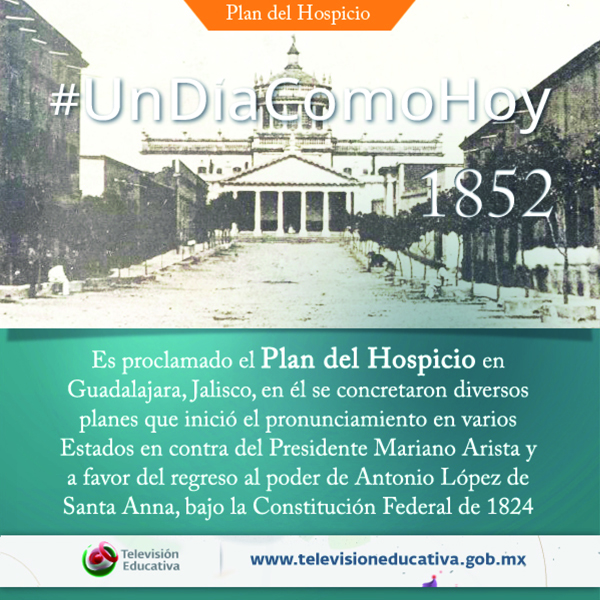 Plan del Hospicio
#UnDíaComoHoy
1852
Es proclamado el Plan del Hospicio en
Guadalajara, Jalisco, en él se concretaron diversos
planes que inició el pronunciamiento en varios
Estados en contra del Presidente Mariano Arista y
a favor del regreso al poder de Antonio López de
Santa Anna, bajo la Constitución Federal de 1824
Televisión
Educativa
www.televisioneducativa.gob.mx